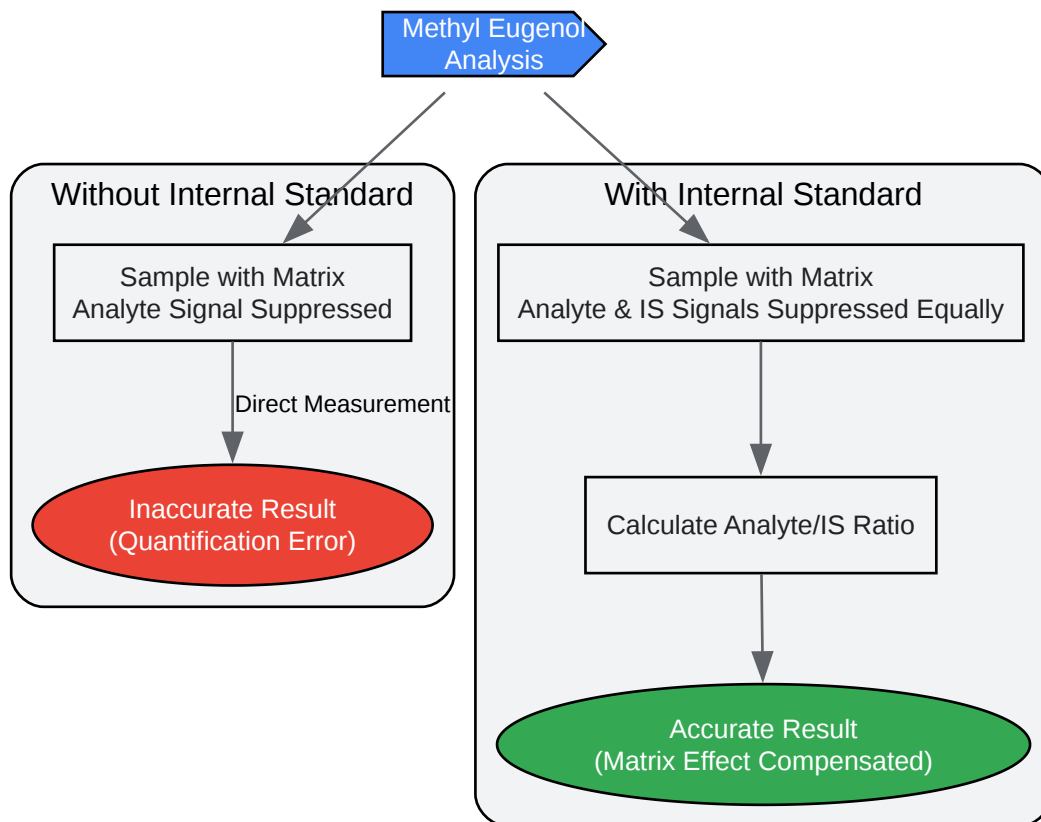 Methyl Eugenol
Analysis
Without Internal Standard
Sample with Matrix
Analyte Signal Suppressed
Direct Measurement
Inaccurate Result
(Quantification Error)
With Internal Standard
Sample with Matrix
Analyte & IS Signals Suppressed Equally
Calculate Analyte/IS Ratio
Accurate Result
(Matrix Effect Compensated)